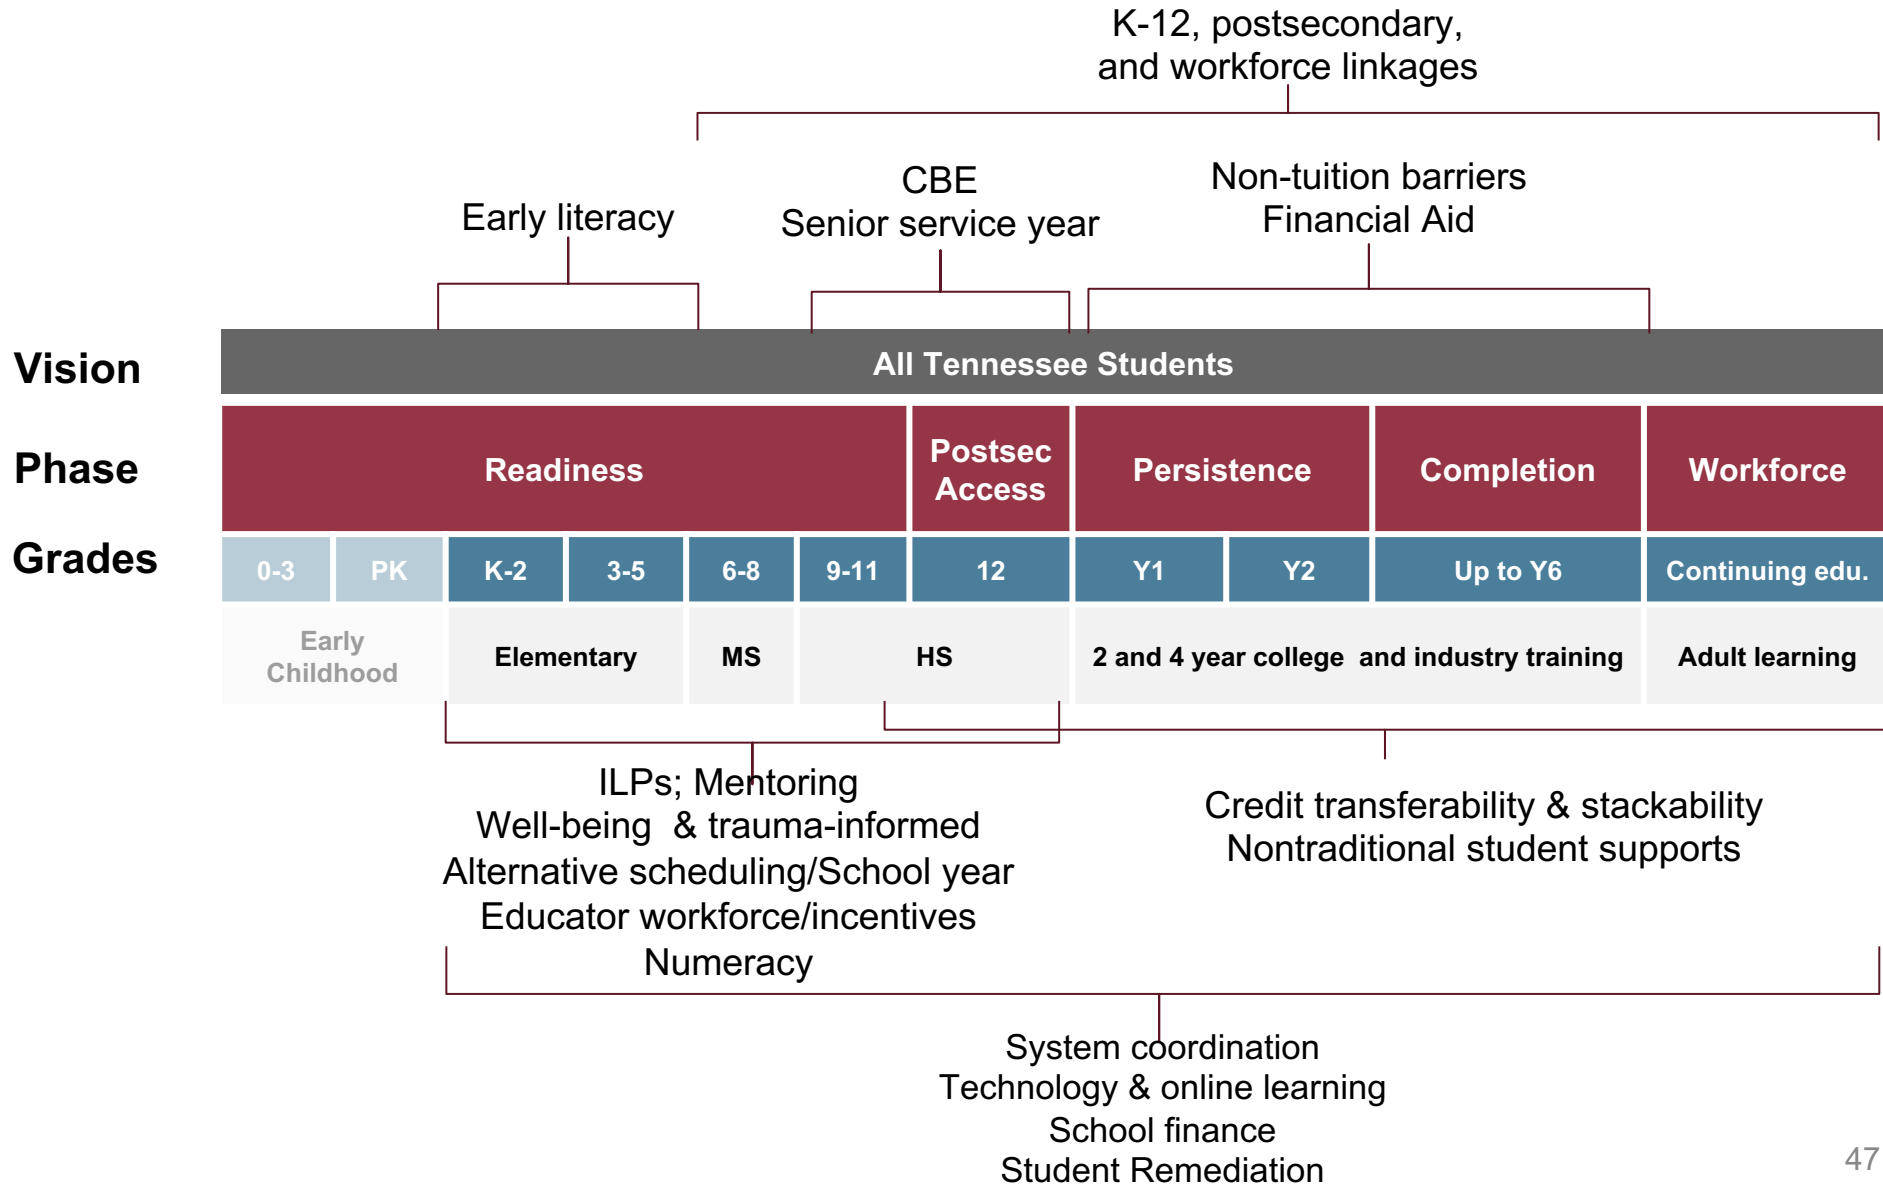 K-12, postsecondary,
and workforce linkages
Early literacy
CBE
Senior service year
Non-tuition barriers
Financial Aid
Vision
All Tennessee Students
Phase
Readiness
Postsec
Access
Persistence
Completion
Workforce
Grades
0-3
PK
K-2
3-5
6-8
9-11
12
Y1
Y2
Up to Y6
Continuing edu.
Early
Childhood
Elementary
MS
HS
2 and 4 year college and industry training
Adult learning
ILPs; Mentoring
Well-being & trauma-informed
Alternative scheduling/School year
Educator workforce/incentives
Numeracy
Credit transferability & stackability
Nontraditional student supports
System coordination
Technology & online learning
School finance
Student Remediation
47